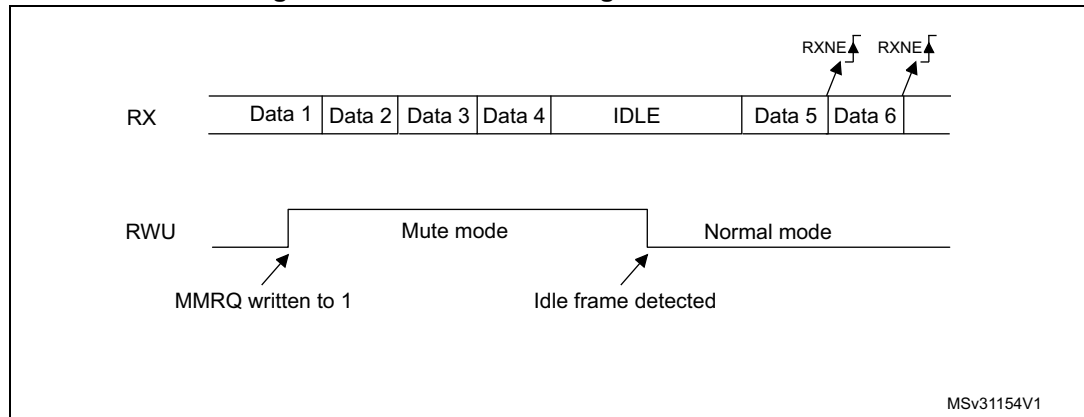 RXNE RXNE
RX Data 1 Data 2 Data 3 Data 4 IDLE Data 5 Data 6
RWU Mute mode Normal mode
MMRQ written to 1 Idle frame detected
MSv31154V1